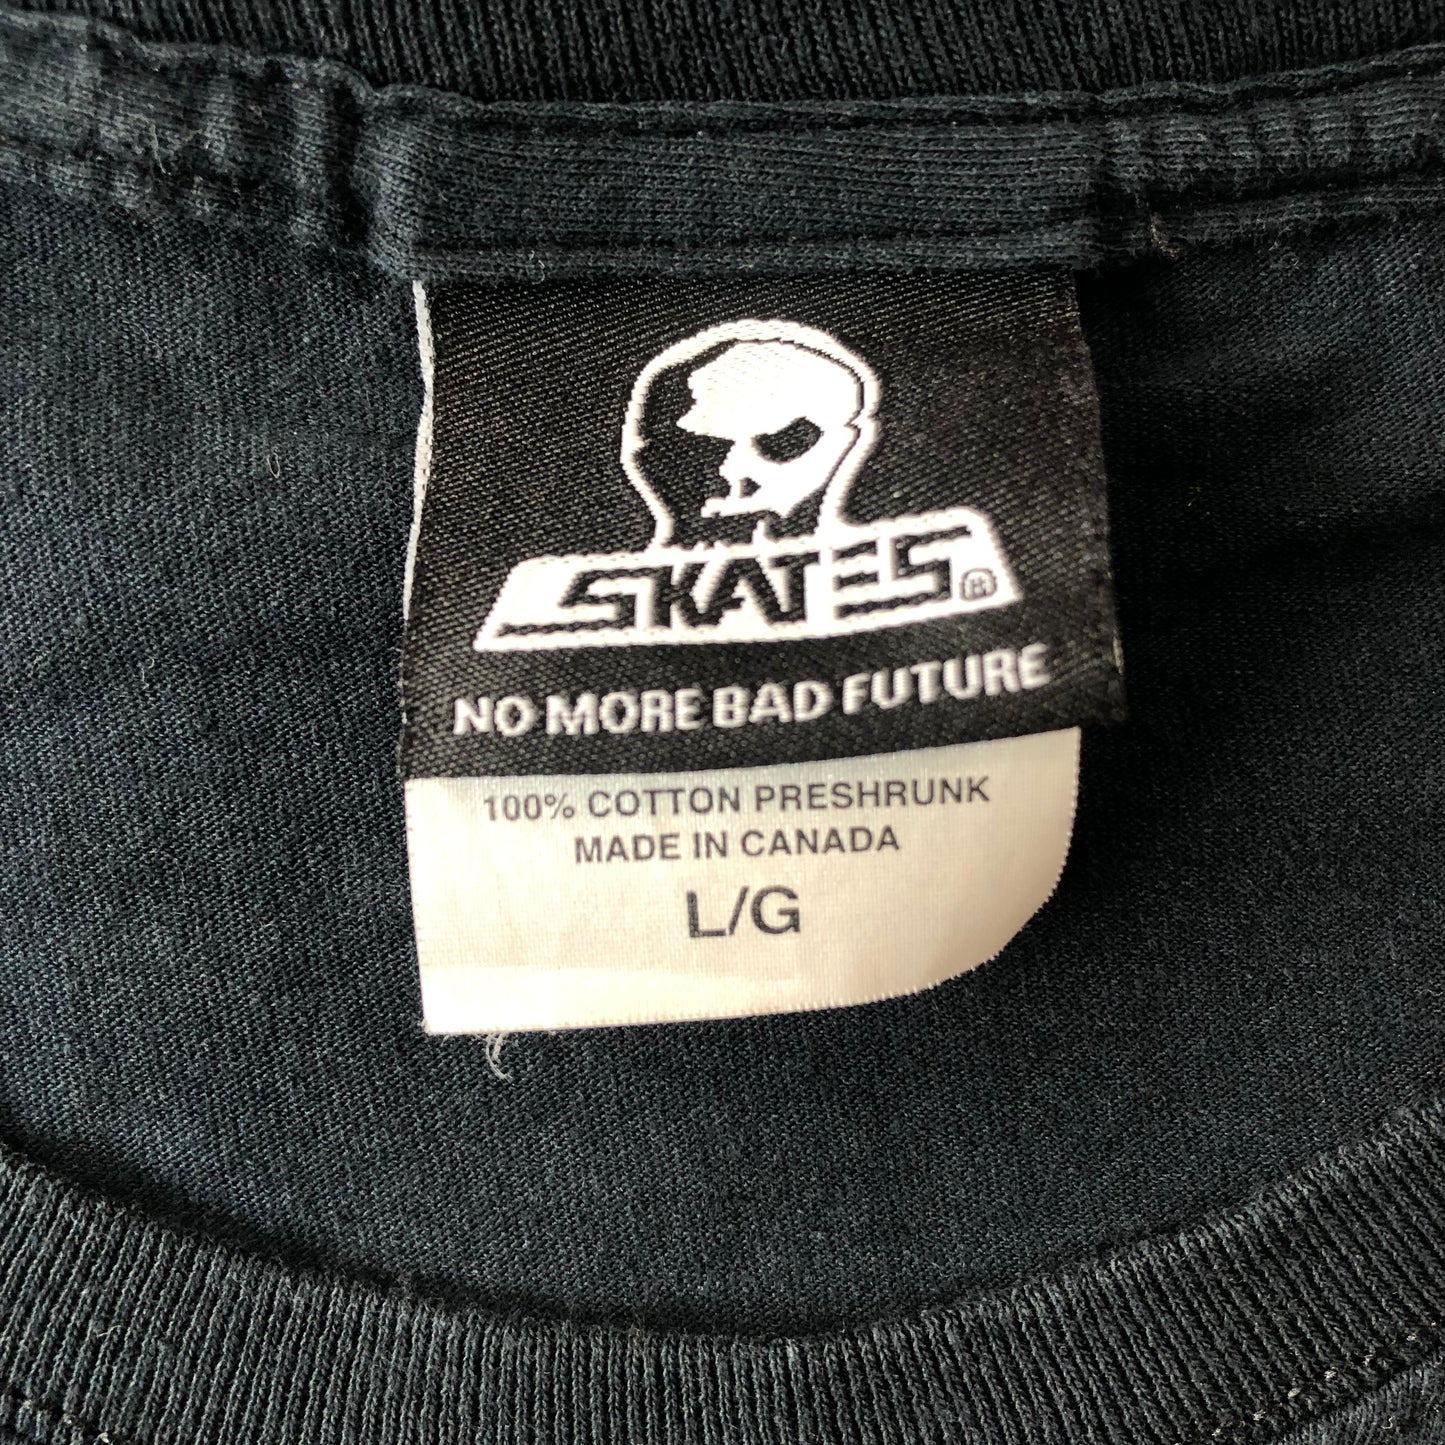 SKATES®
NO MORE BAD FUTURE
100% COTTON PRESHRUNK
MADE IN CANADA
L/G